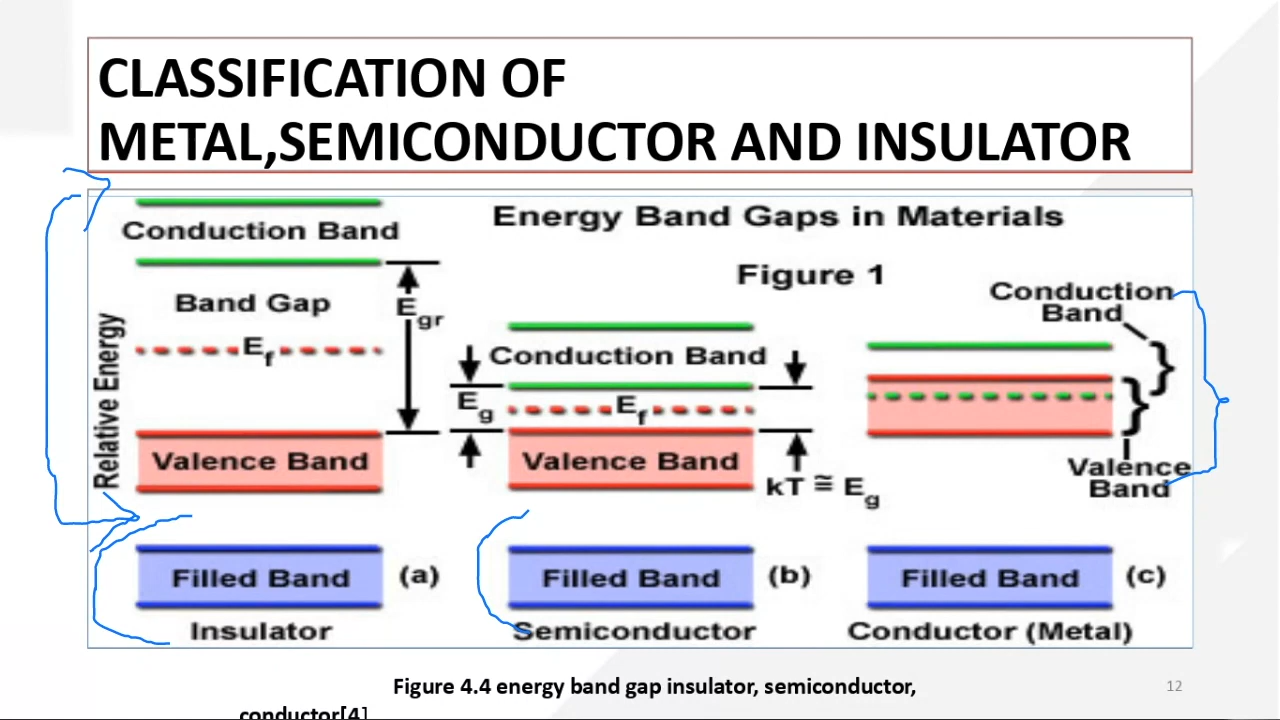 CLASSIFICATION OF
METAL,SEMICONDUCTOR AND INSULATOR
Energy Band Gaps in Materials
Figure 1
Relative Energy
Conduction Band
Band Gap
Egr
Ef
Valence Band
Filled Band
(a)
Insulator
Conduction Band
Eg
Ef
Valence Band
kT ≅ Eg
Filled Band
(b)
Semiconductor
Conduction
Band
Valence
Band
Filled Band
(c)
Conductor (Metal)
Figure 4.4 energy band gap insulator, semiconductor,
conductor[4]
12